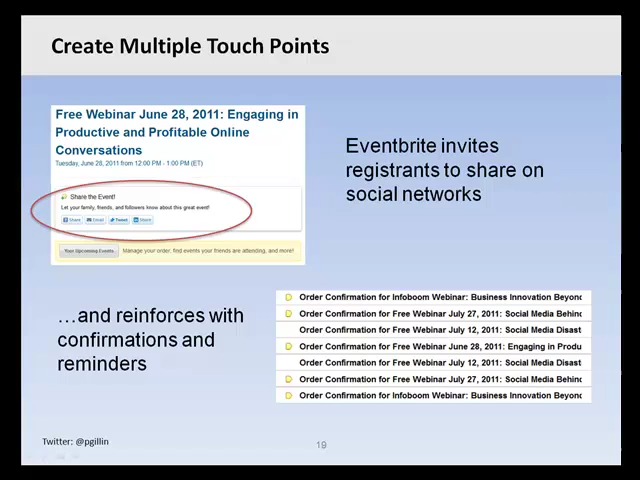 Create Multiple Touch Points
Free Webinar June 28, 2011: Engaging in
Productive and Profitable Online
Conversations
Tuesday, June 28, 2011 from 12:00 PM - 1:00 PM (ET)
Share the Event!
Let your family, friends, and followers know about this great event!
Share Email Tweet Share
Your Upcoming Events Manage your order, find events your friends are attending, and more!
Eventbrite invites
registrants to share on
social networks
…and reinforces with
confirmations and
reminders
Order Confirmation for Infoboom Webinar: Business Innovation Beyond
Order Confirmation for Free Webinar July 27, 2011: Social Media Behind
Order Confirmation for Free Webinar July 12, 2011: Social Media Disast
Order Confirmation for Free Webinar June 28, 2011: Engaging in Produ
Order Confirmation for Free Webinar July 12, 2011: Social Media Disast
Order Confirmation for Free Webinar July 27, 2011: Social Media Behind
Order Confirmation for Infoboom Webinar: Business Innovation Beyond
Twitter: @pgillin
19